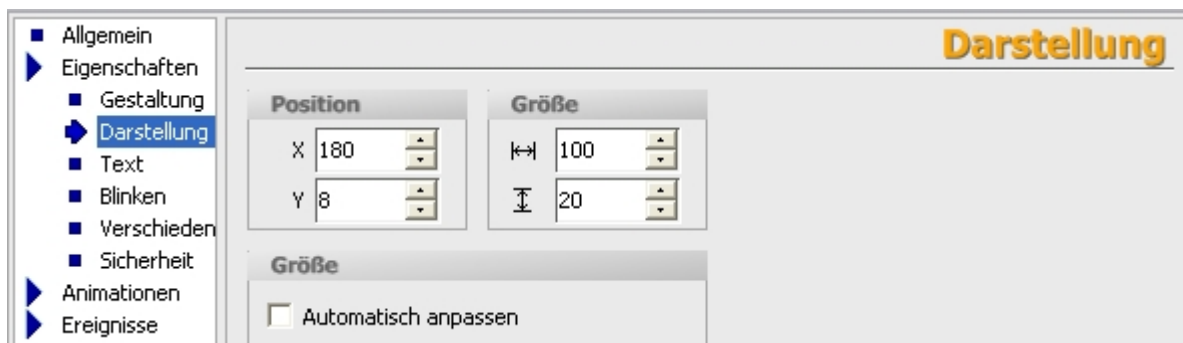 Allgemein
Eigenschaften
Gestaltung
Darstellung
Text
Blinken
Verschieden
Sicherheit
Animationen
Ereignisse
Darstellung
Position
X 180
Y 8
Größe
100
20
Größe
Automatisch anpassen